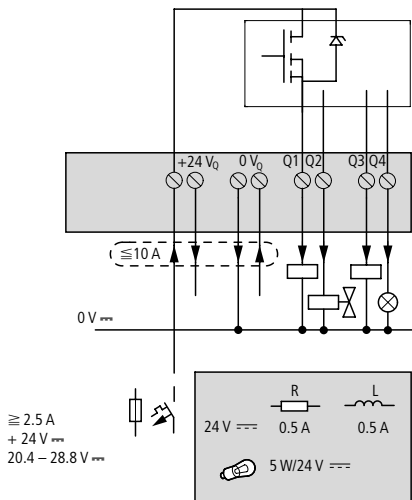 +24 VQ 0 VQ Q1 Q2 Q3 Q4
≦10 A
0 V ⎓
≧ 2.5 A
+ 24 V ⎓
20.4 – 28.8 V ⎓
R L
24 V ⎓ 0.5 A 0.5 A
5 W/24 V ⎓